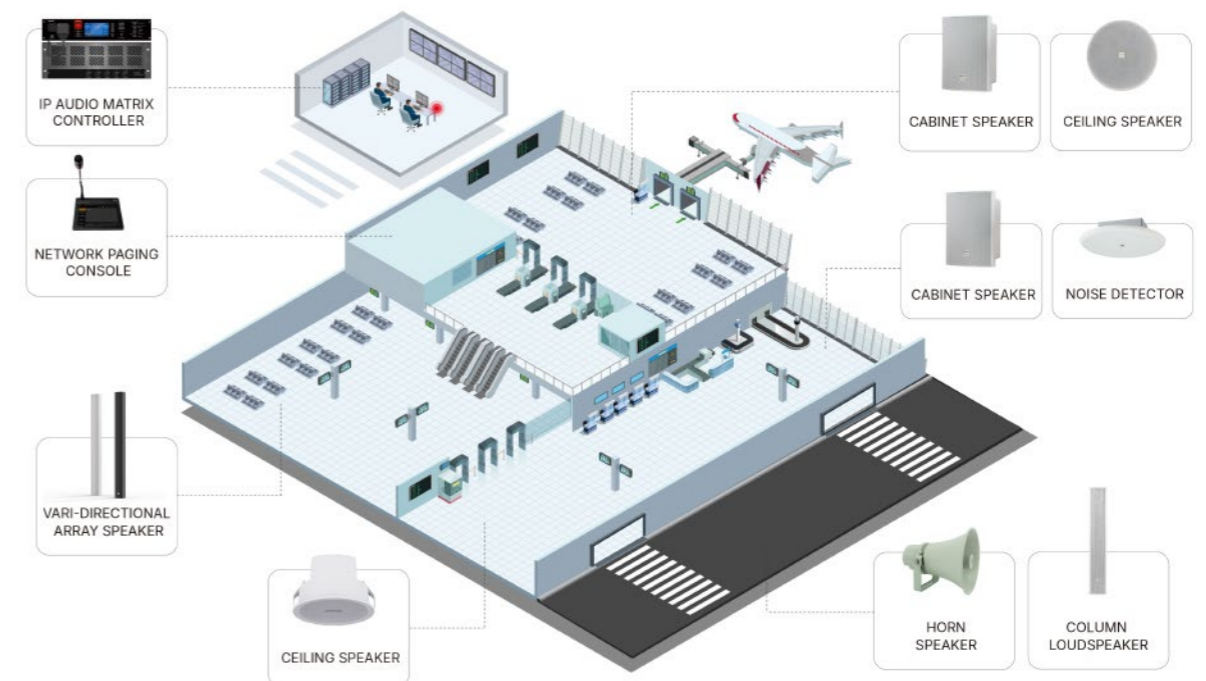 IP AUDIO MATRIX
CONTROLLER
CABINET SPEAKER
CEILING SPEAKER
NETWORK PAGING
CONSOLE
CABINET SPEAKER
NOISE DETECTOR
VARI-DIRECTIONAL
ARRAY SPEAKER
CEILING SPEAKER
HORN
SPEAKER
COLUMN
LOUDSPEAKER